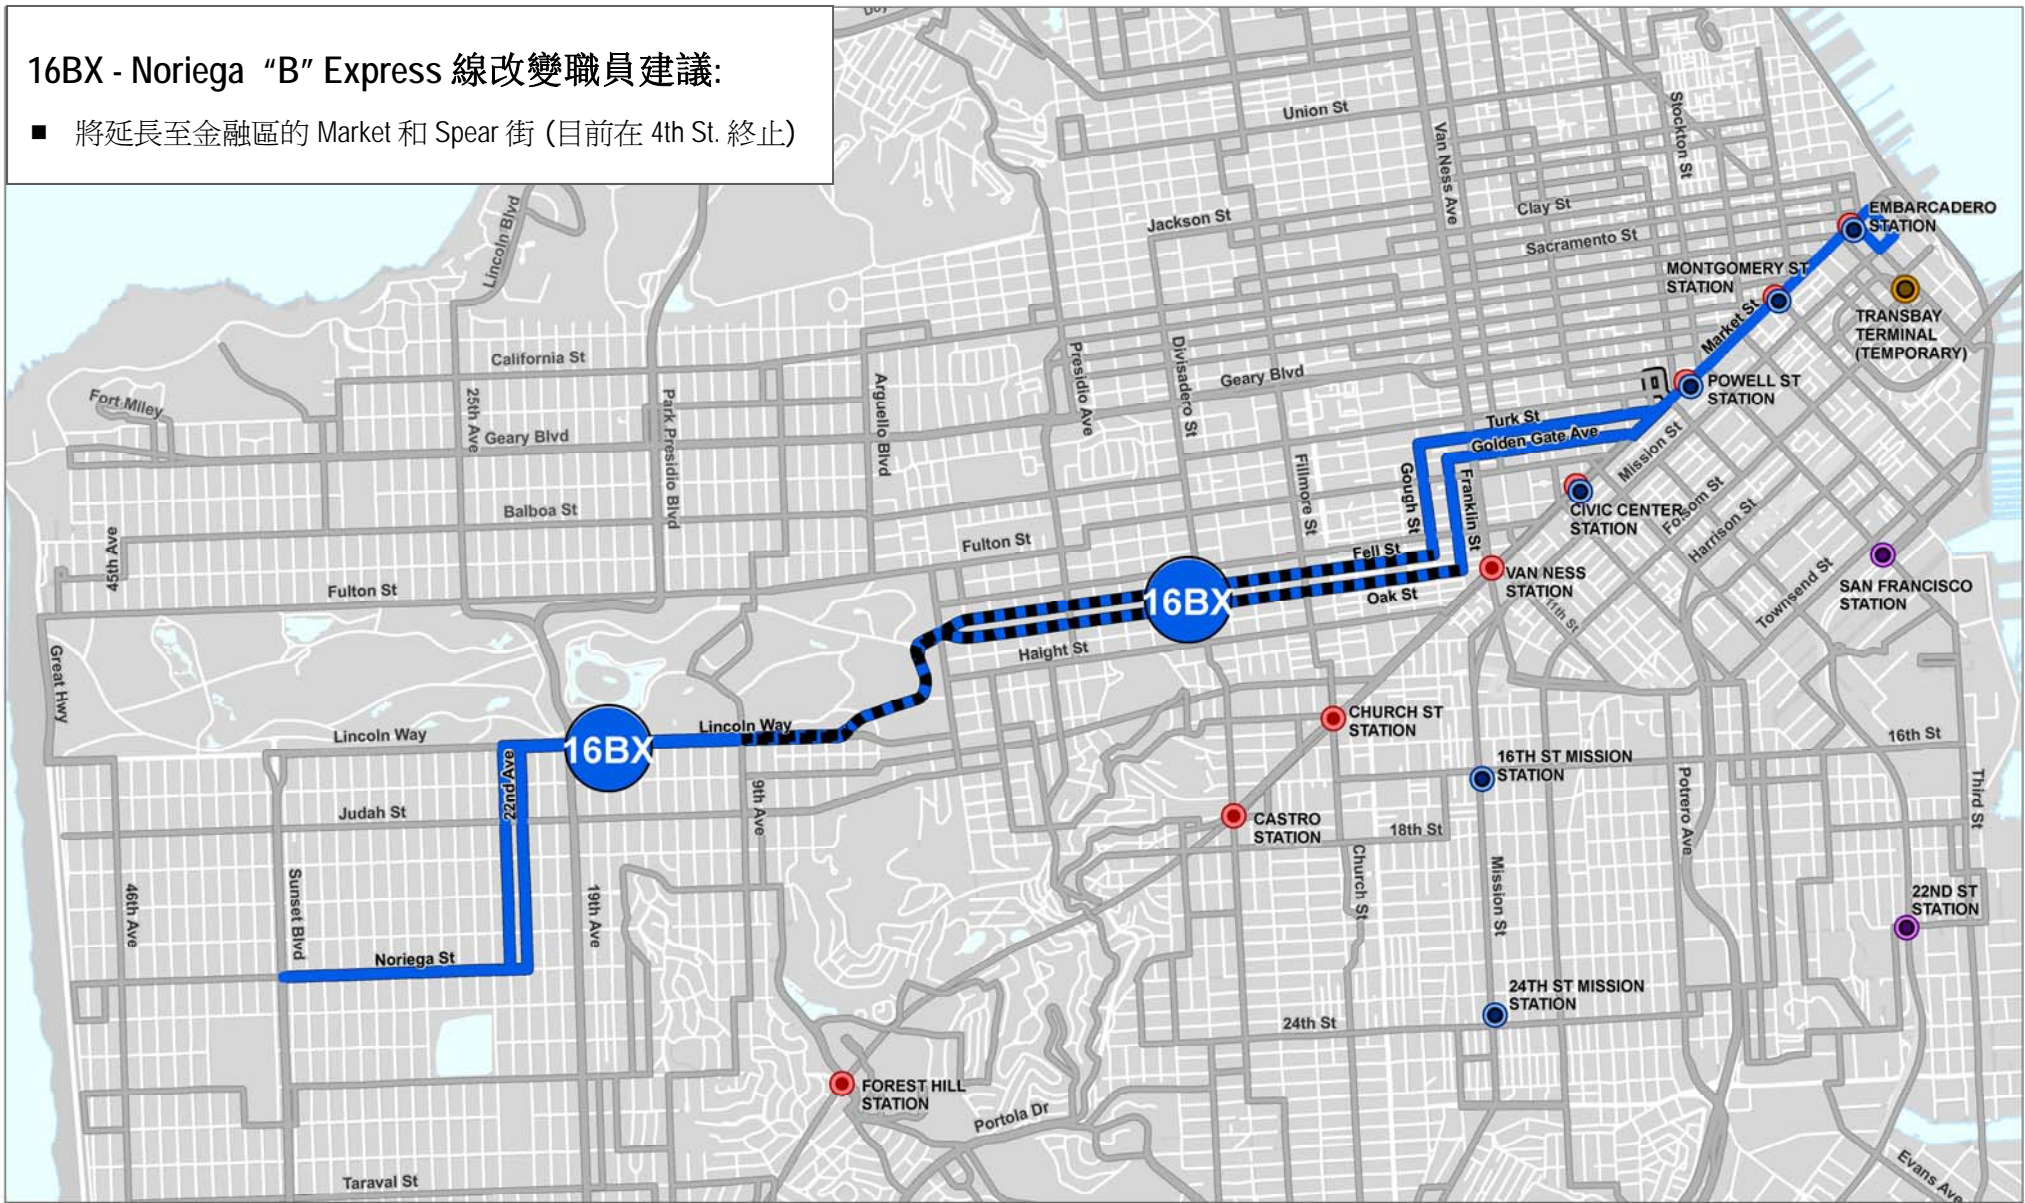 16BX - Noriega “B” Express 線改變職員建議:
■ 將延長至金融區的 Market 和 Spear 街 (目前在 4th St. 終止)
Union St
Van Ness Ave
Stockton St
Lincoln Blvd
Jackson St
Clay St
Sacramento St
EMBARCADERO
STATION
MONTGOMERY ST
STATION
Market St
TRANSBAY
TERMINAL
(TEMPORARY)
California St
Fort Miley
25th Ave
Park Presidio Blvd
Arguello Blvd
Presidio Ave
Divisadero St
Geary Blvd
POWELL ST
STATION
Geary Blvd
Turk St
Golden Gate Ave
Mission St
Balboa St
Fillmore St
Gough St
Franklin St
CIVIC CENTER
STATION
Folsom St
Harrison St
45th Ave
Fulton St
Fulton St
Fell St
Oak St
16BX
VAN NESS
STATION
11th St
Townsend St
SAN FRANCISCO
STATION
Great Hwy
Haight St
Lincoln Way
Lincoln Way
16BX
CHURCH ST
STATION
16th St
16TH ST MISSION
STATION
22nd Ave
Judah St
9th Ave
CASTRO
STATION
18th St
Potrero Ave
Third St
46th Ave
Sunset Blvd
19th Ave
Church St
Mission St
22ND ST
STATION
Noriega St
24TH ST MISSION
STATION
24th St
FOREST HILL
STATION
Portola Dr
Taraval St
Evans Ave